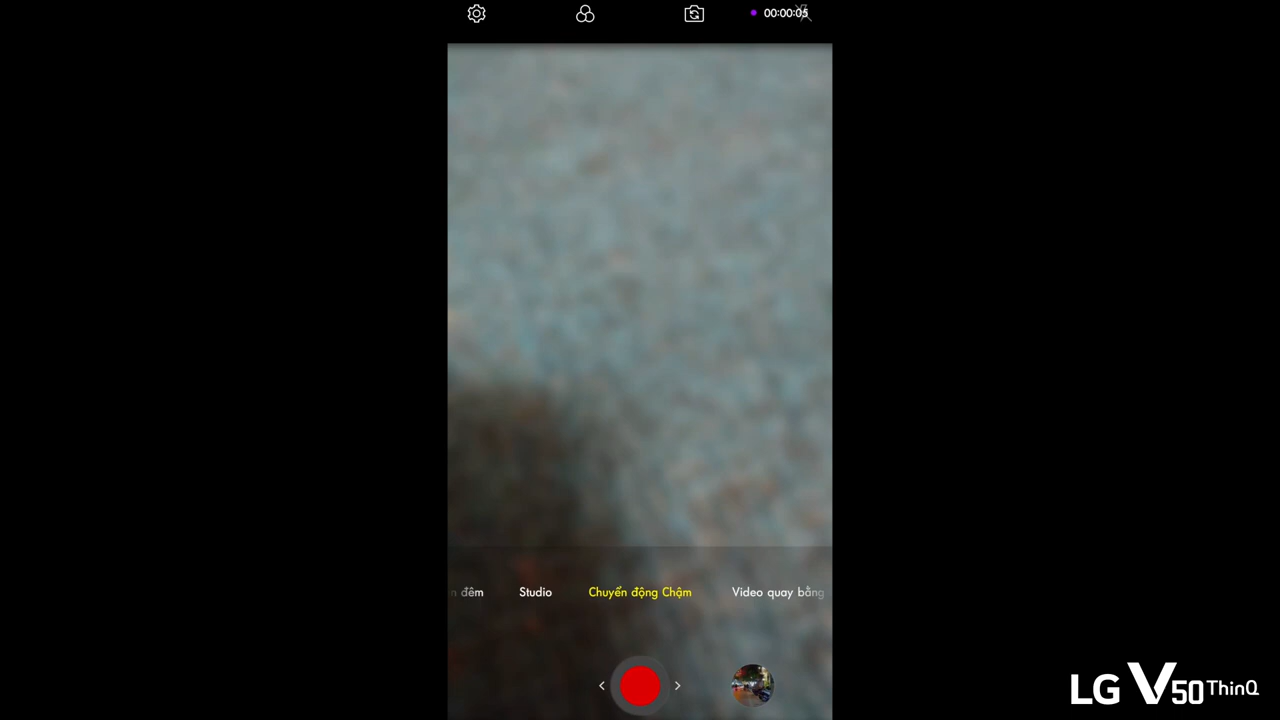 00:00:05
đêm
Studio
Chuyển động Chậm
Video quay bằng
LG V50 ThinQ